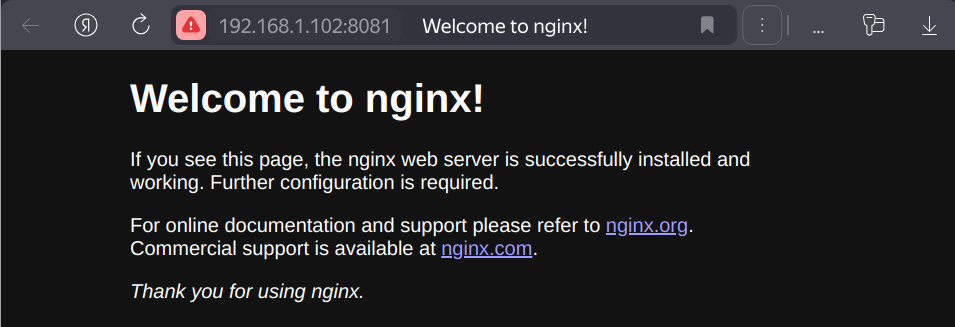 Я 192.168.1.102:8081 Welcome to nginx! ...
Welcome to nginx!
If you see this page, the nginx web server is successfully installed and
working. Further configuration is required.
For online documentation and support please refer to nginx.org.
Commercial support is available at nginx.com.
Thank you for using nginx.